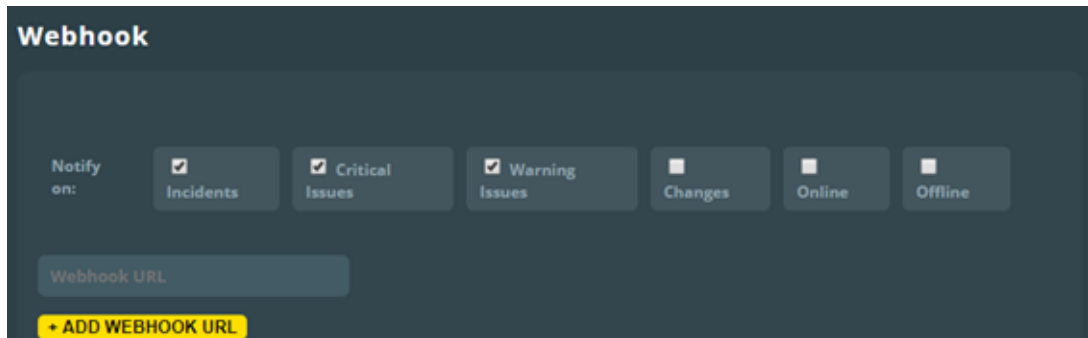 Webhook
Notify on:
Incidents
Critical Issues
Warning Issues
Changes
Online
Offline
Webhook URL
+ ADD WEBHOOK URL